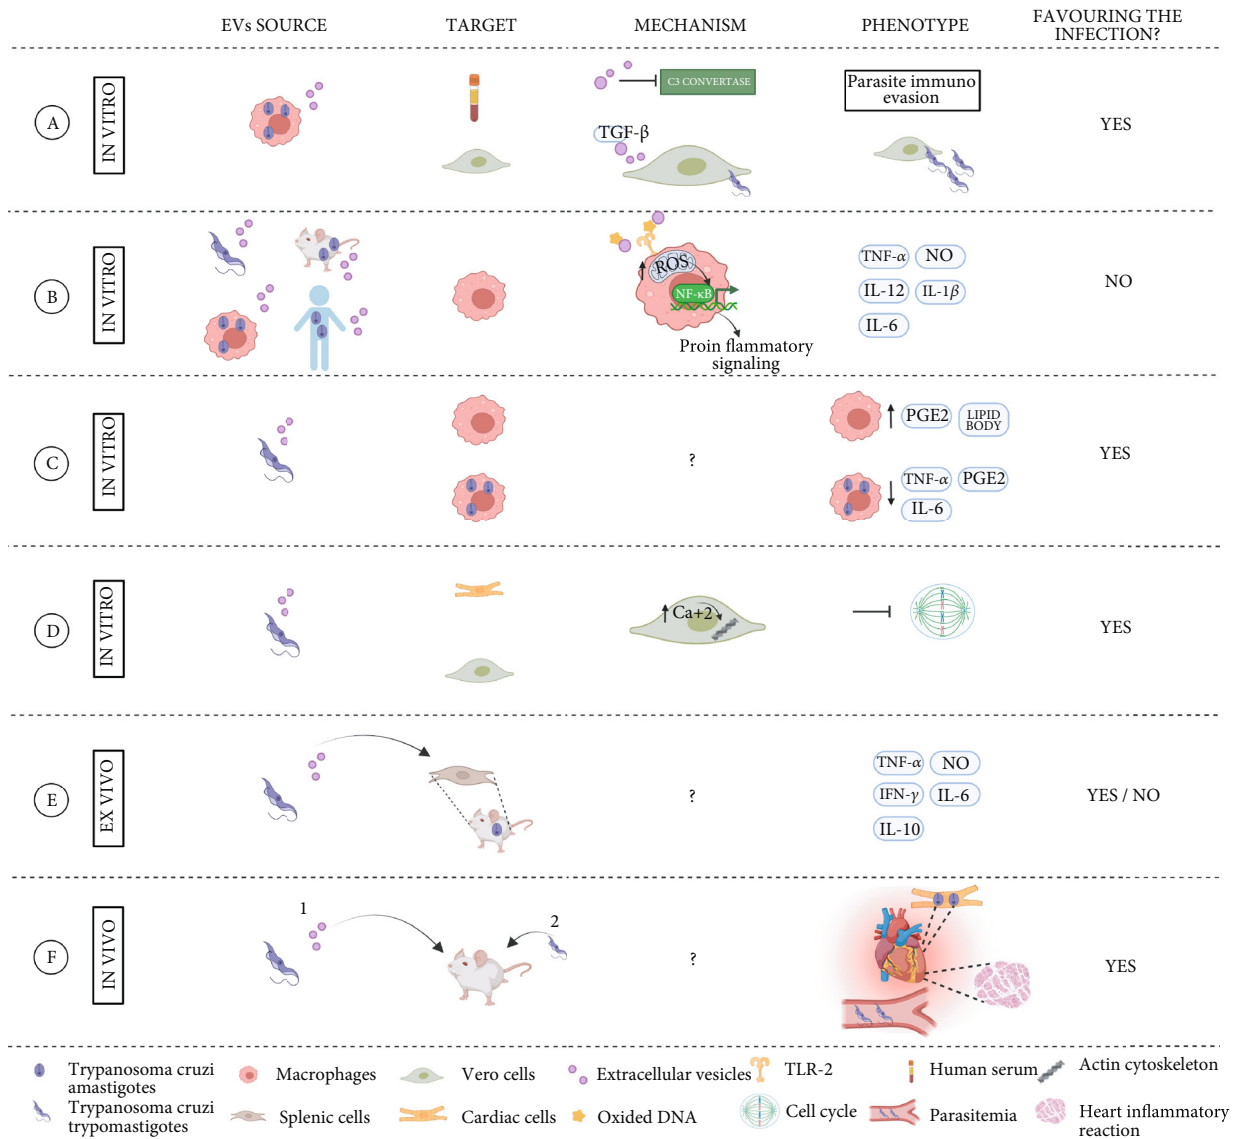 EVs SOURCE
TARGET
MECHANISM
PHENOTYPE
FAVOURING THE
INFECTION?
A
IN VITRO
C3 CONVERTASE
TGF-β
Parasite immuno
evasion
YES
B
IN VITRO
ROS
NF-κB
Proin flammatory
signaling
TNF-α
NO
IL-12
IL-1β
IL-6
NO
C
IN VITRO
?
PGE2
LIPID
BODY
TNF-α
PGE2
IL-6
YES
D
IN VITRO
Ca+2
YES
E
EX VIVO
?
TNF-α
NO
IFN-γ
IL-6
IL-10
YES / NO
F
IN VIVO
1
2
?
YES
Trypanosoma cruzi
amastigotes
Macrophages
Vero cells
Extracellular vesicles
TLR-2
Human serum
Actin cytoskeleton
Trypanosoma cruzi
trypomastigotes
Splenic cells
Cardiac cells
Oxided DNA
Cell cycle
Parasitemia
Heart inflammatory
reaction